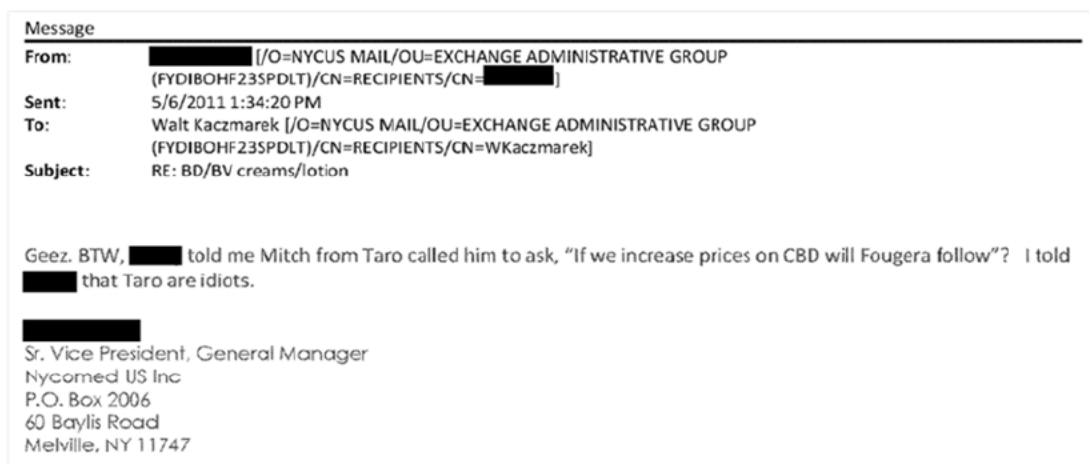 Message
From: [/O=NYCUS MAIL/OU=EXCHANGE ADMINISTRATIVE GROUP
(FYDIBOHF23SPDLT)/CN=RECIPIENTS/CN= ]
Sent: 5/6/2011 1:34:20 PM
To: Walt Kaczmarek [/O=NYCUS MAIL/OU=EXCHANGE ADMINISTRATIVE GROUP
(FYDIBOHF23SPDLT)/CN=RECIPIENTS/CN=WKaczmarek]
Subject: RE: BD/BV creams/lotion
Geez. BTW, told me Mitch from Taro called him to ask, “If we increase prices on CBD will Fougera follow”? I told
that Taro are idiots.
Sr. Vice President, General Manager
Nycomed US Inc
P.O. Box 2006
60 Baylis Road
Melville, NY 11747